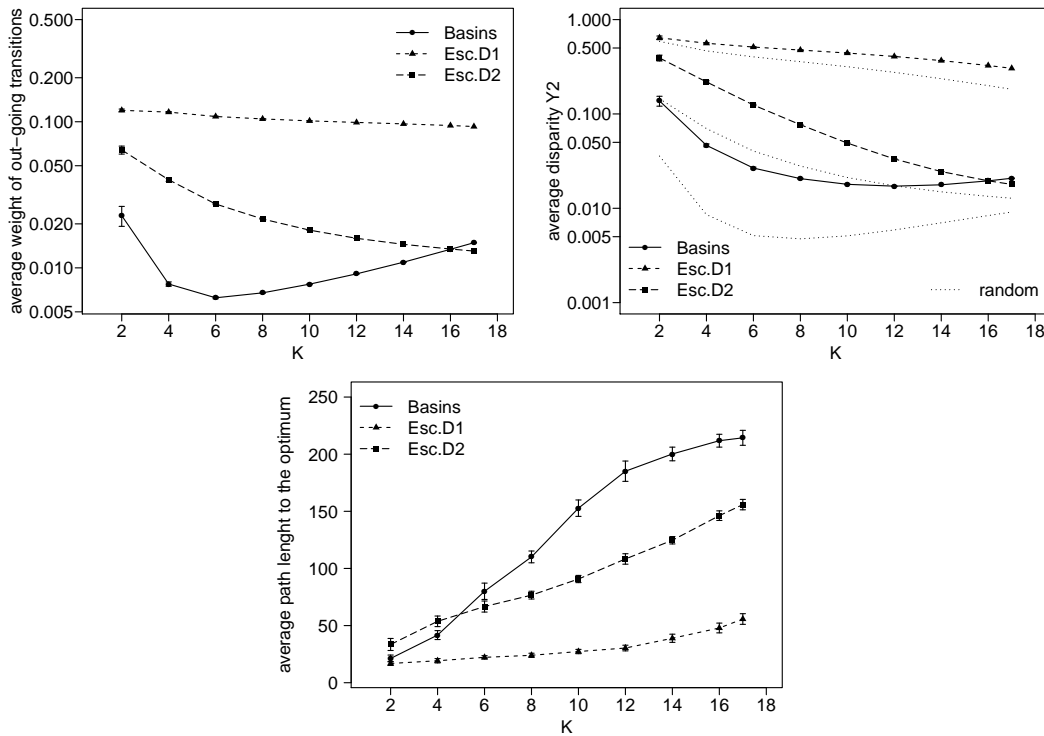 average weight of out−going transitions
0.500
0.200
0.100
0.050
0.020
0.010
0.005
Basins
Esc.D1
Esc.D2
2 4 6 8 10 12 14 16 18
K
average disparity Y2
1.000
0.500
0.100
0.050
0.010
0.005
0.001
Basins
Esc.D1
Esc.D2
random
2 4 6 8 10 12 14 16 18
K
average path lenght to the optimum
250
200
150
100
50
0
Basins
Esc.D1
Esc.D2
2 4 6 8 10 12 14 16 18
K